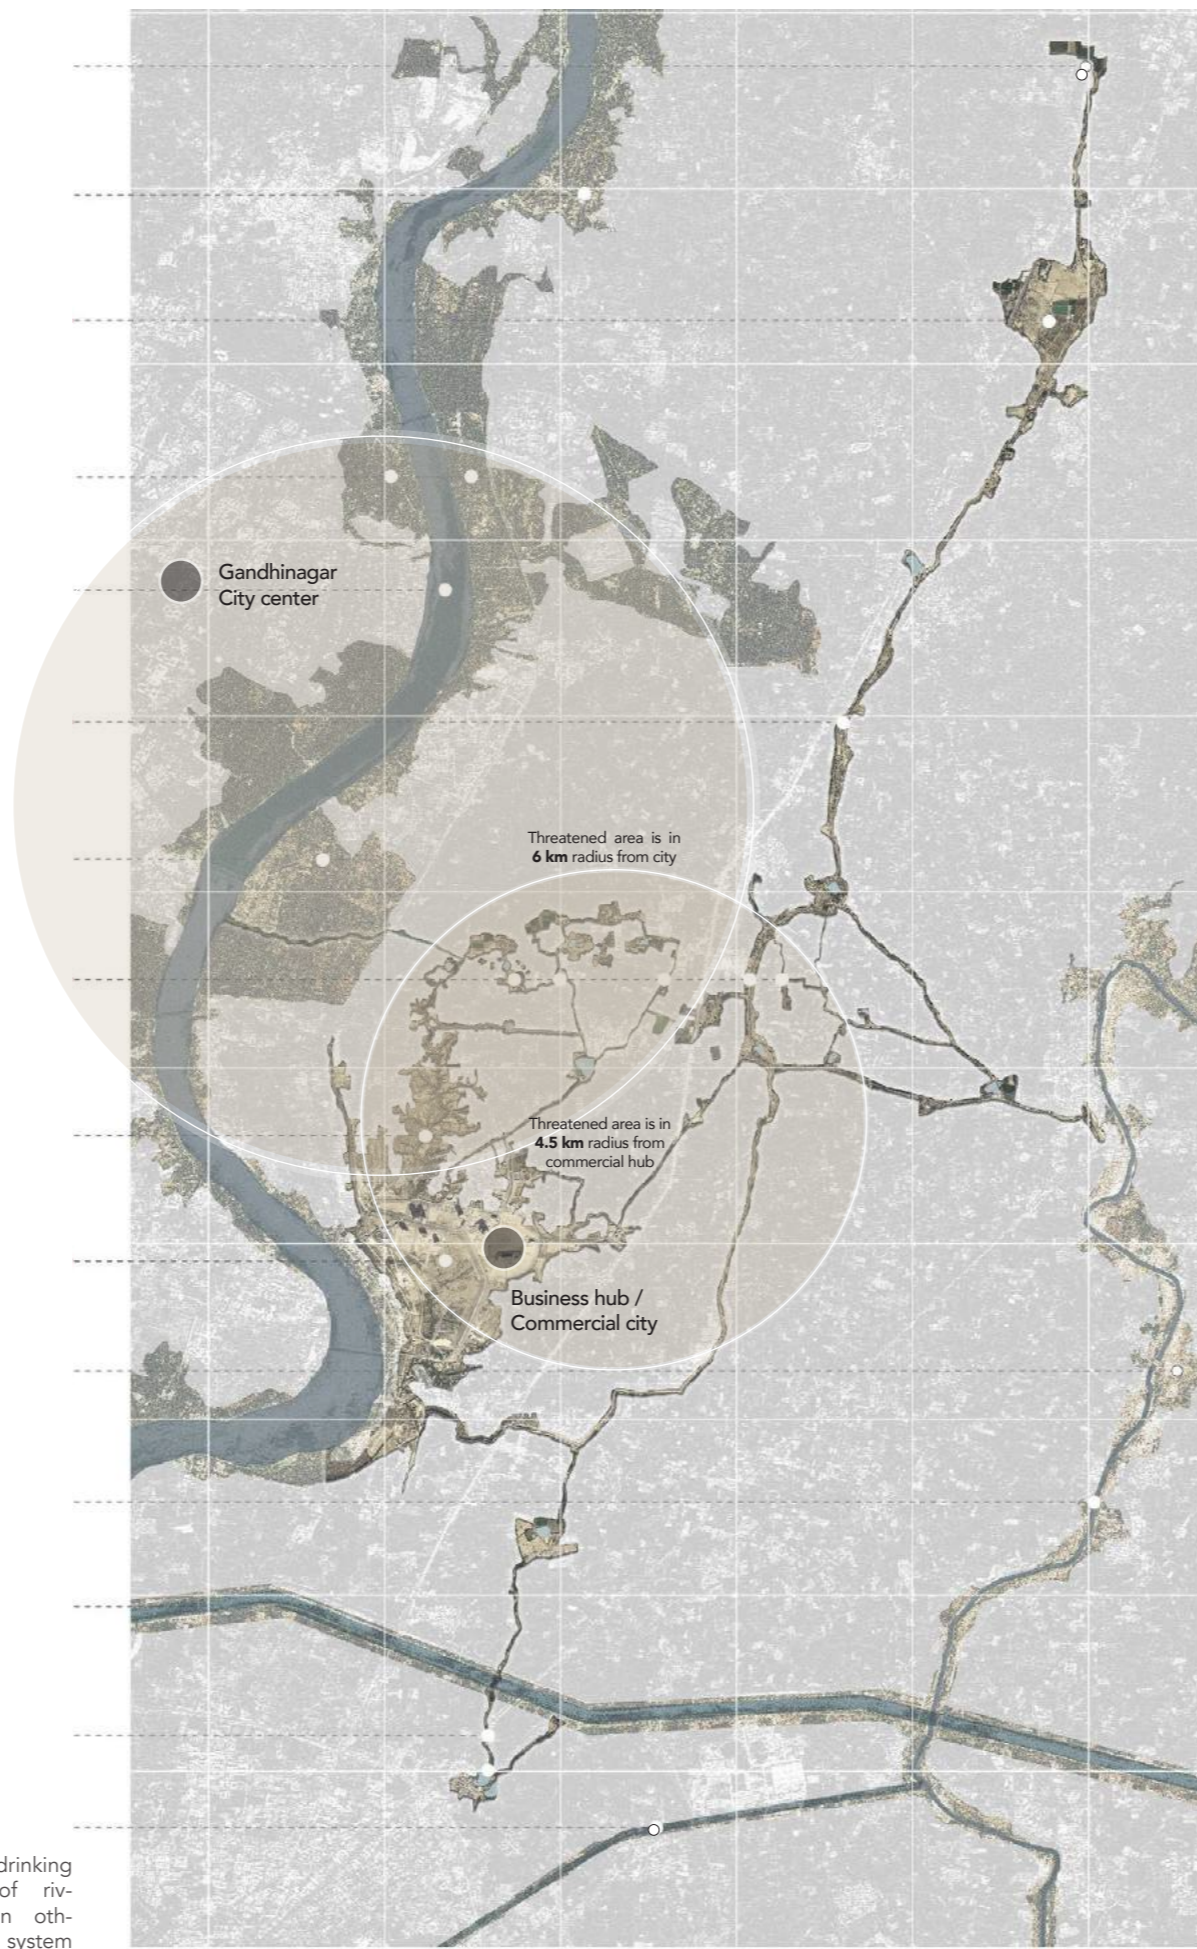 Gandhinagar
City center
Threatened area is in
6 km radius from city
Threatened area is in
4.5 km radius from
commercial hub
Business hub /
Commercial city
drinking
of riv-
n oth-
system